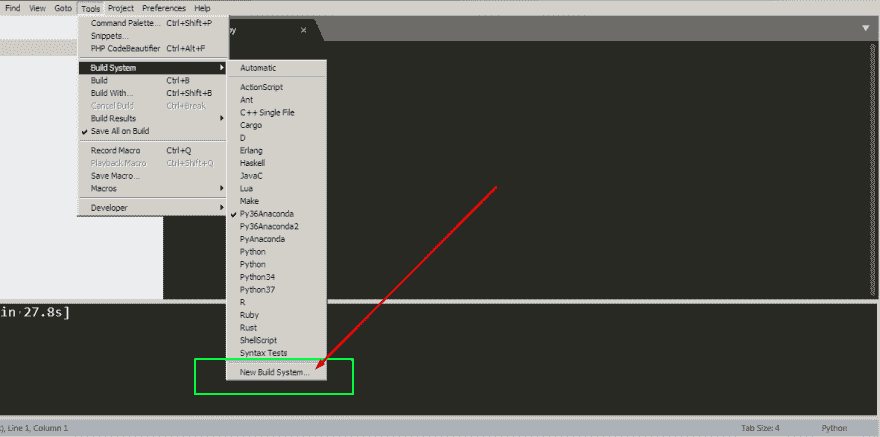 Find View Goto Tools Project Preferences Help
Command Palette... Ctrl+Shift+P
Snippets...
PHP CodeBeautifier Ctrl+Alt+F
Build System
Build Ctrl+B
Build With... Ctrl+Shift+B
Cancel Build Ctrl+Break
Build Results
Save All on Build
Record Macro Ctrl+Q
Playback Macro Ctrl+Shift+Q
Save Macro...
Macros
Developer
Automatic
ActionScript
Ant
C++ Single File
Cargo
D
Erlang
Haskell
JavaC
Lua
Make
Py36Anaconda
Py36Anaconda2
PyAnaconda
Python
Python
Python34
Python37
R
Ruby
Rust
ShellScript
Syntax Tests
New Build System...
in 27.8s]
), Line 1, Column 1 Tab Size: 4 Python